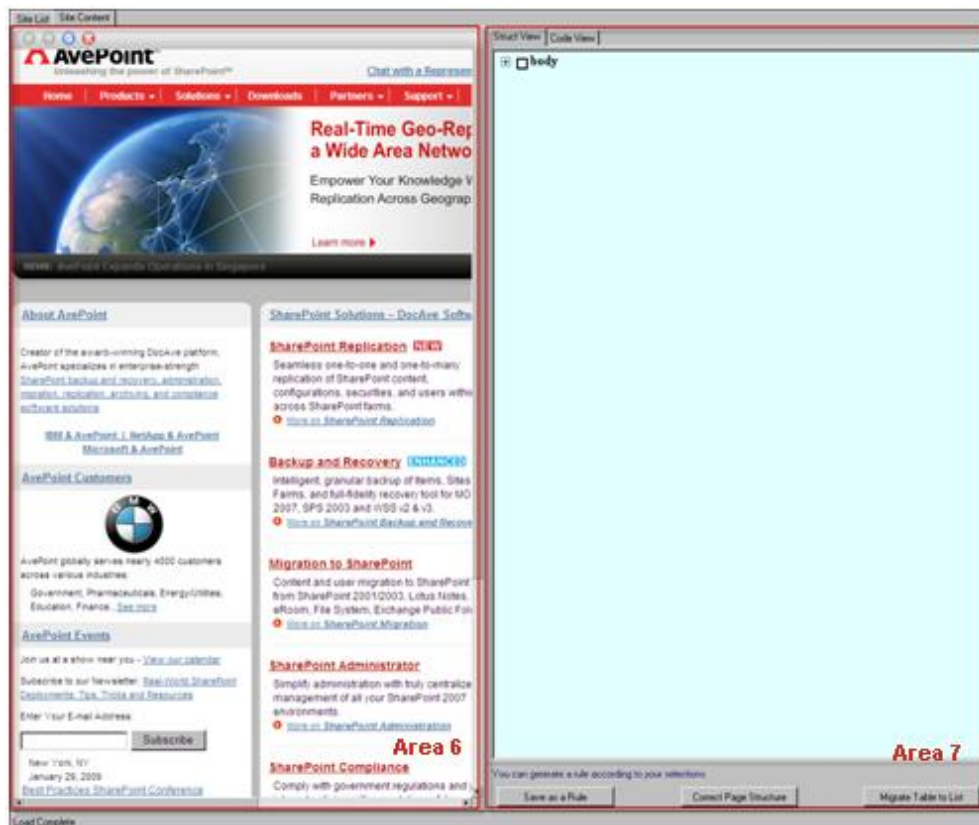 Site List Site Content
AvePoint
Unleashing the power of SharePoint™
Chat with a Represen
Home Products Solutions Downloads Partners Support
Real-Time Geo-Rep
a Wide Area Netwo
Empower Your Knowledge W
Replication Across Geograp
Learn more
NEWS: AvePoint Expands Operations in Singapore
About AvePoint
Creator of the award-winning DocAve platform,
AvePoint specializes in enterprise-strength
SharePoint backup and recovery, administration,
migration, replication, archiving, and compliance
software solutions
IBM & AvePoint | NetApp & AvePoint
Microsoft & AvePoint
AvePoint Customers
BMW
AvePoint globally serves nearly 4000 customers
across various industries:
Government, Pharmaceuticals, Energy/Utilities,
Education, Finance... See more
AvePoint Events
Join us at a show near you - View our calendar
Subscribe to our Newsletter: Real-World SharePoint
Deployments, Tips, Tricks and Resources
Enter Your E-mail Address:
Subscribe
New York, NY
January 29, 2009
Best Practices SharePoint Conference
SharePoint Solutions - DocAve Softw
SharePoint Replication NEW
Seamless one-to-one and one-to-many
replication of SharePoint content,
configurations, securities, and users within
across SharePoint farms.
More on SharePoint Replication
Backup and Recovery ENHANCED
Intelligent, granular backup of Items, Sites
Farms, and full-fidelity recovery tool for MO
2007, SPS 2003 and WSS v2 & v3.
More on SharePoint Backup and Recove
Migration to SharePoint
Content and user migration to SharePoint
from SharePoint 2001/2003, Lotus Notes,
eRoom, File System, Exchange Public Fol
More on SharePoint Migration
SharePoint Administrator
Simplify administration with truly centralize
management of all your SharePoint 2007
environments.
More on SharePoint Administration
SharePoint Compliance
Comply with government regulations and
Area 6
Struct View Code View
body
Area 7
You can generate a rule according to your selections
Save as a Rule Correct Page Structure Migrate Table to List
Load Complete